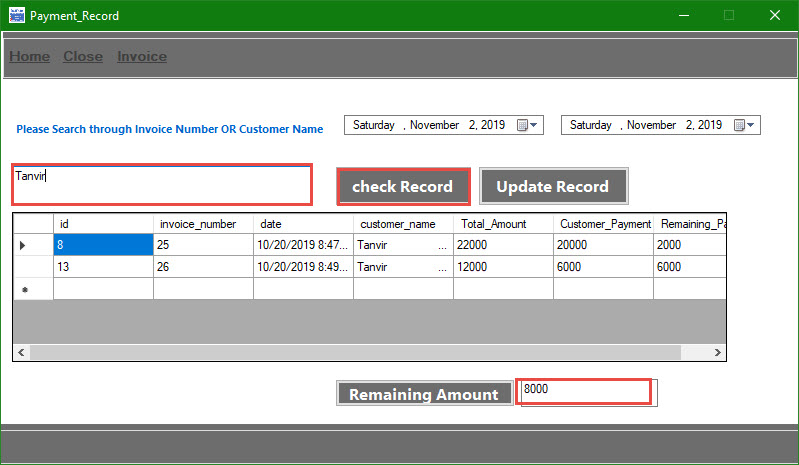 Payment_Record
Home Close Invoice
Please Search through Invoice Number OR Customer Name
Saturday , November 2, 2019 Saturday , November 2, 2019
Tanvir
check Record Update Record
id invoice_number date customer_name Total_Amount Customer_Payment Remaining_Pa
8 25 10/20/2019 8:47... Tanvir ... 22000 20000 2000
13 26 10/20/2019 8:49... Tanvir ... 12000 6000 6000
Remaining Amount 8000